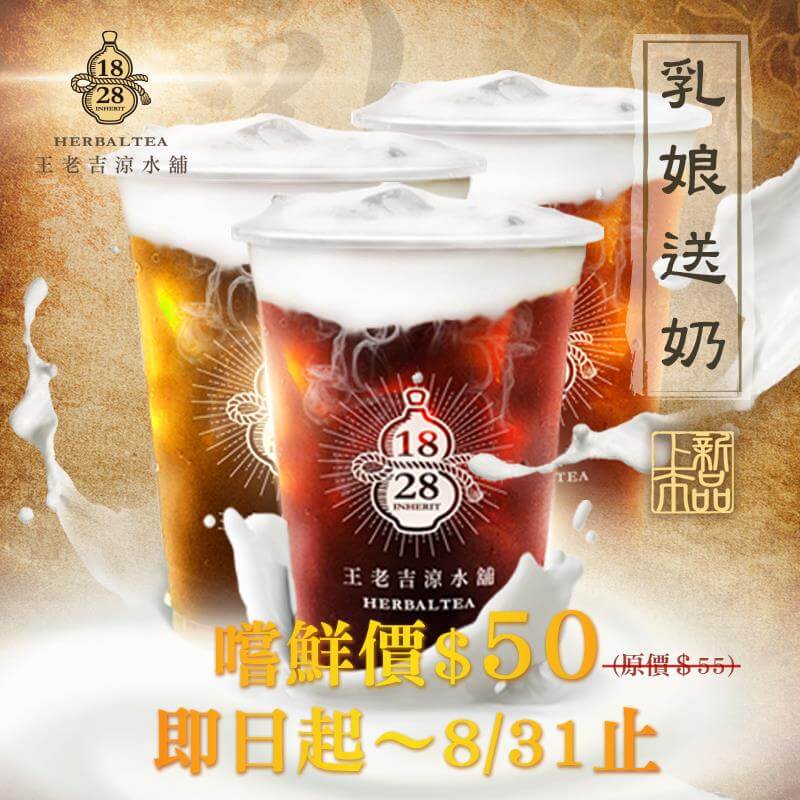 18
28
INHERIT
HERBALTEA
王老吉涼水舖
乳娘送奶
新品上市
18
28
INHERIT
王老吉涼水舖
HERBALTEA
TEA
嚐鮮價$50(原價$55)
即日起～8/31止